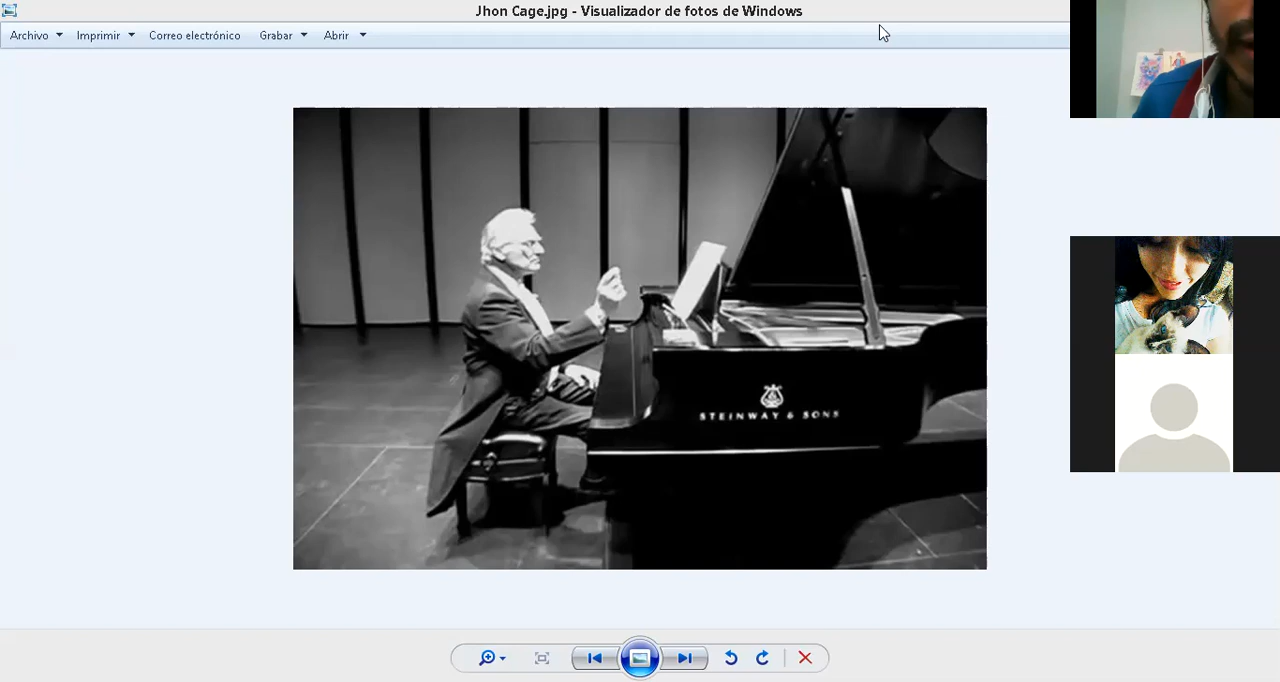 Jhon Cage.jpg - Visualizador de fotos de Windows
Archivo Imprimir Correo electrónico Grabar Abrir
STEINWAY & SONS